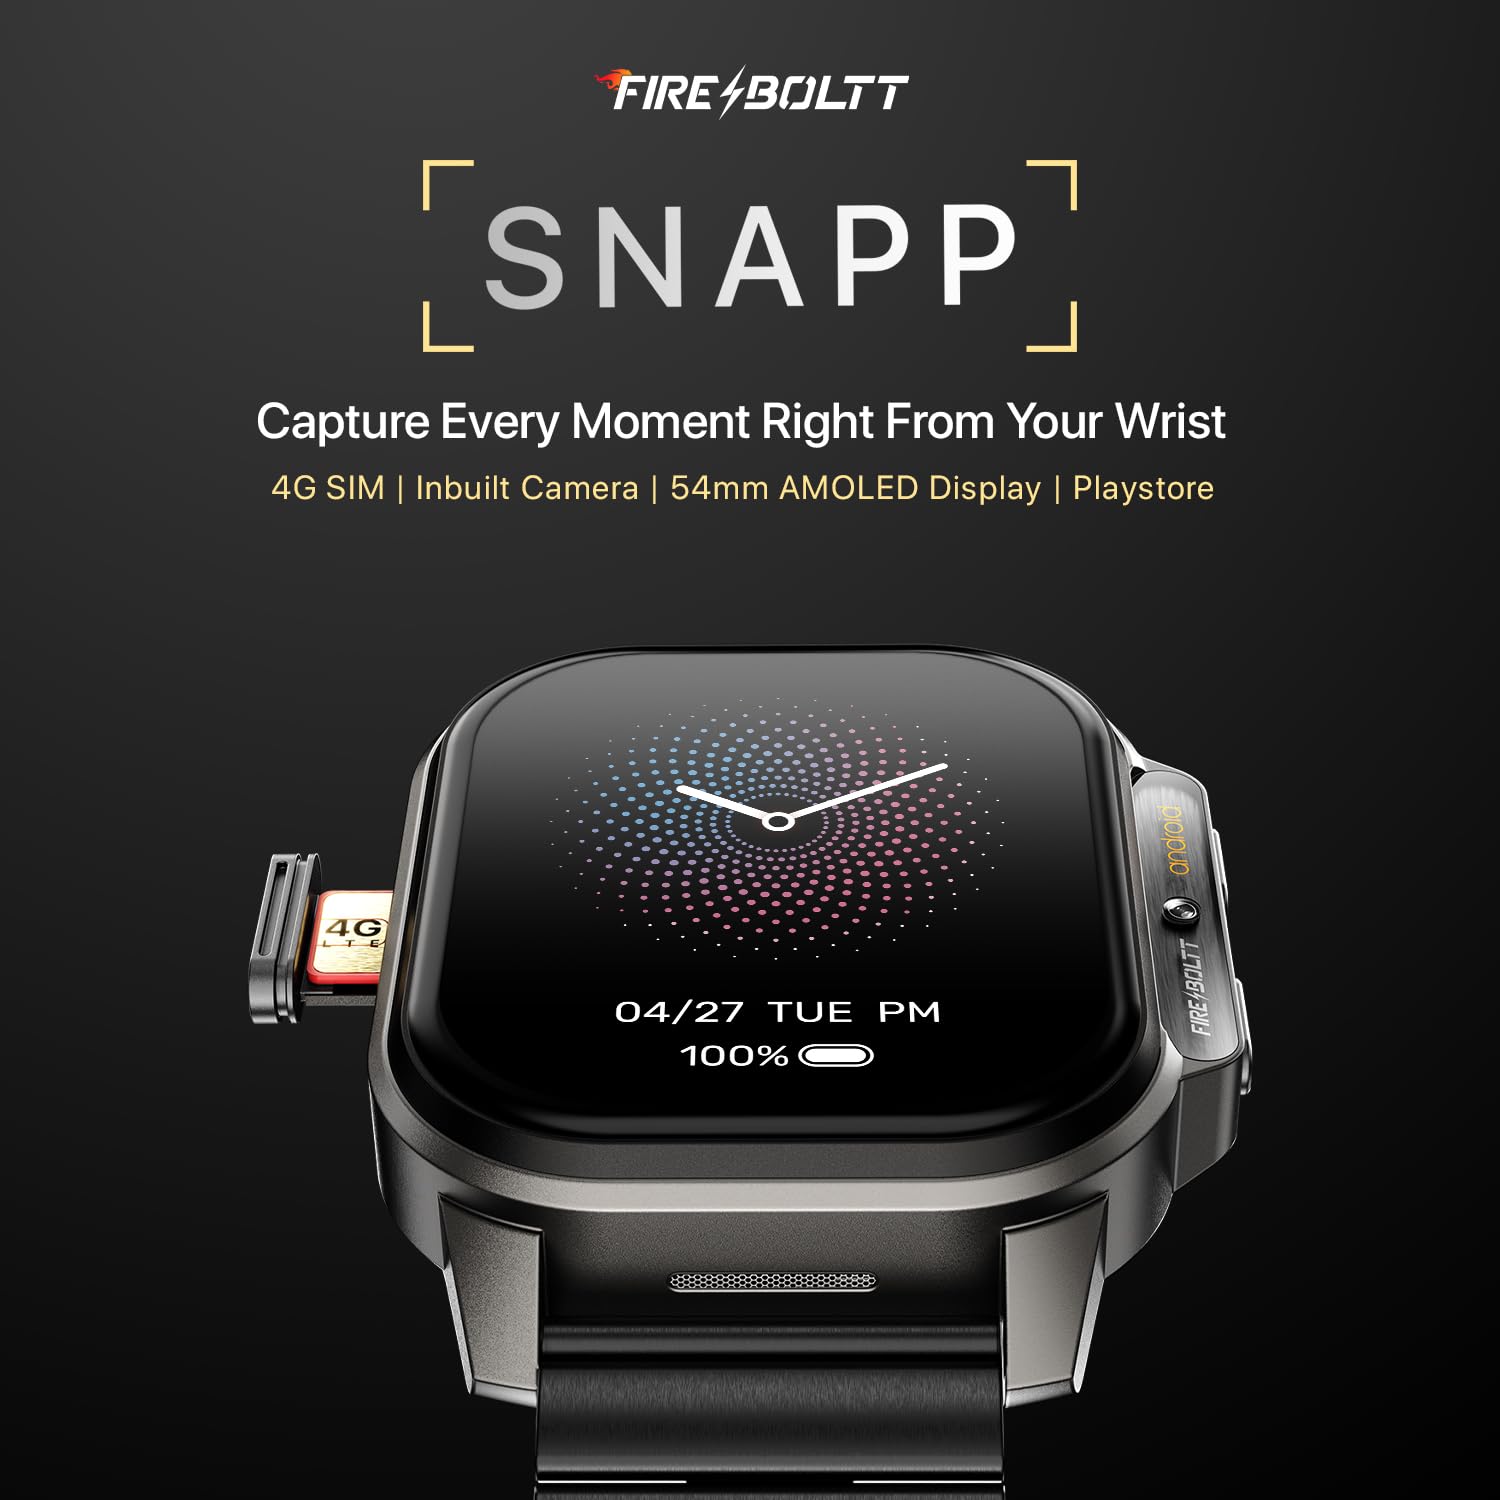 FIRE BOLTT
SNAPP
Capture Every Moment Right From Your Wrist
4G SIM | Inbuilt Camera | 54mm AMOLED Display | Playstore
android
4G
LTE
FIRE BOLTT
04/27 TUE PM
100%